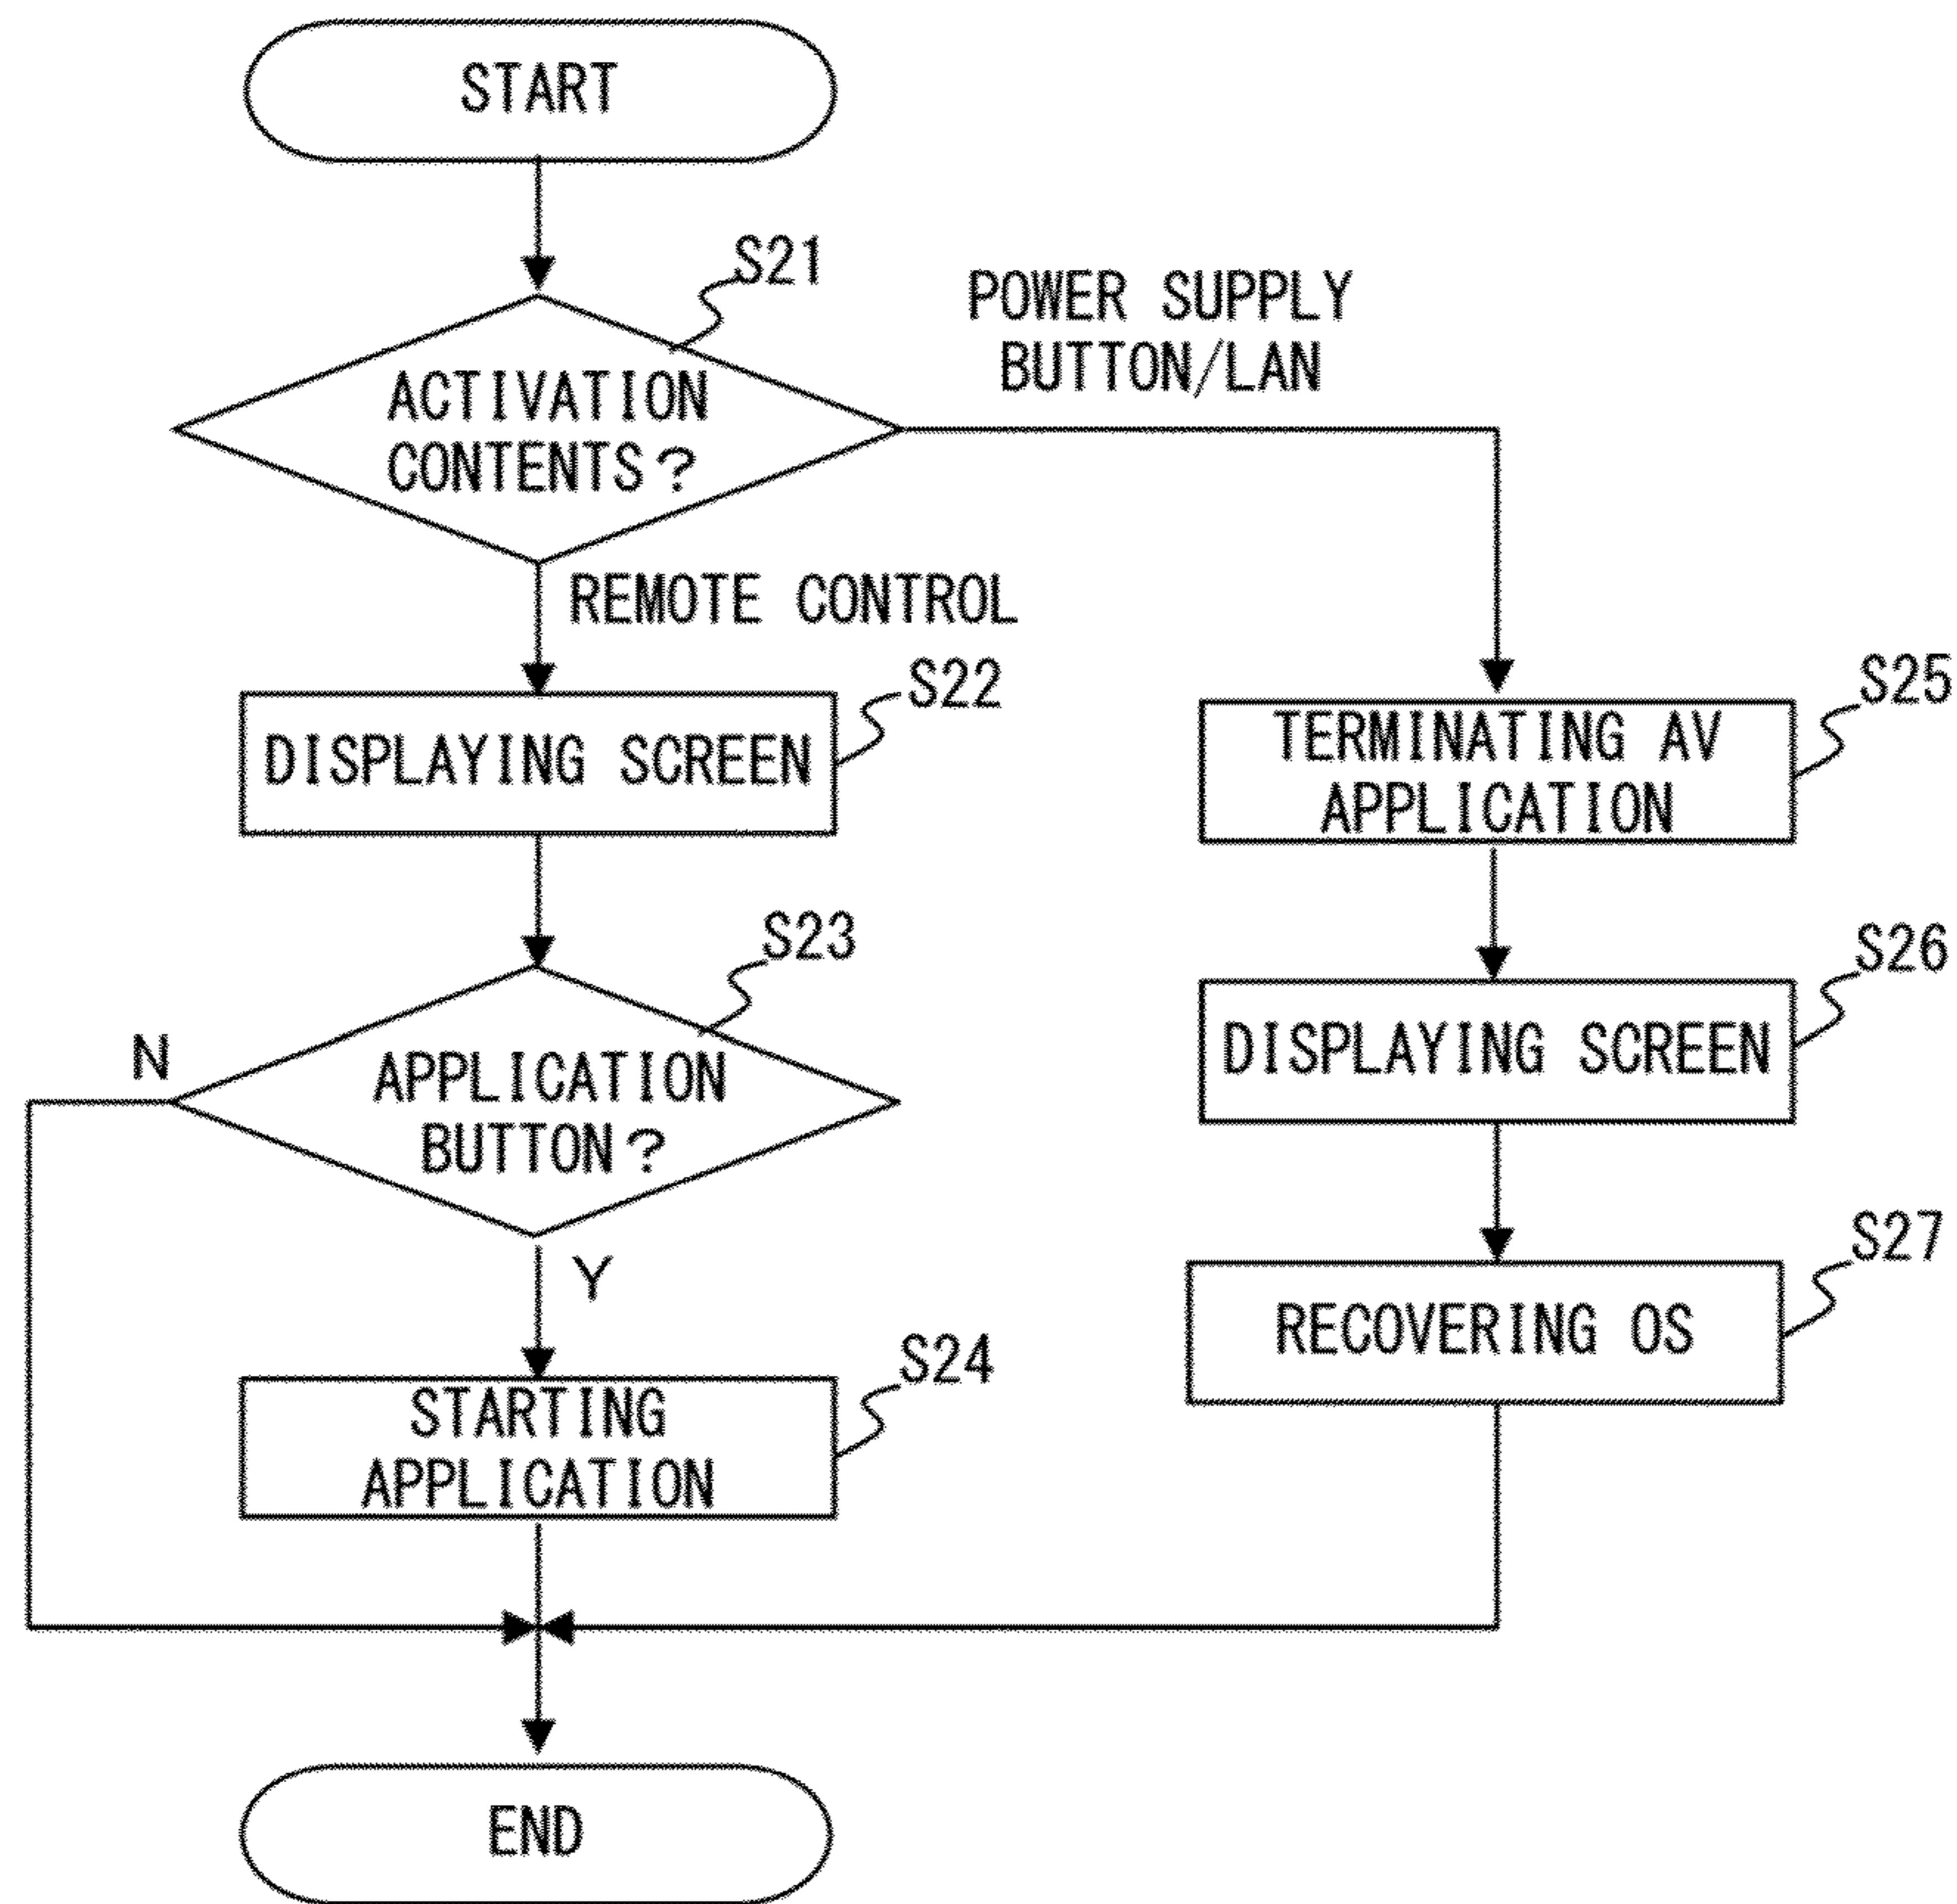 START
S21
POWER SUPPLY
BUTTON/LAN
ACTIVATION
CONTENTS?
REMOTE CONTROL
S22
DISPLAYING SCREEN
S25
TERMINATING AV
APPLICATION
S23
N
APPLICATION
BUTTON?
Y
S26
DISPLAYING SCREEN
S27
RECOVERING OS
S24
STARTING
APPLICATION
END